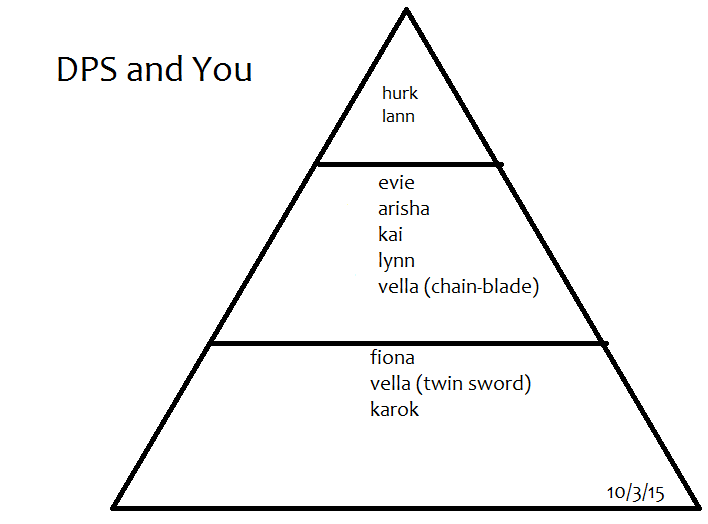 DPS and You
hurk
lann
evie
arisha
kai
lynn
vella (chain-blade)
fiona
vella (twin sword)
karok
10/3/15